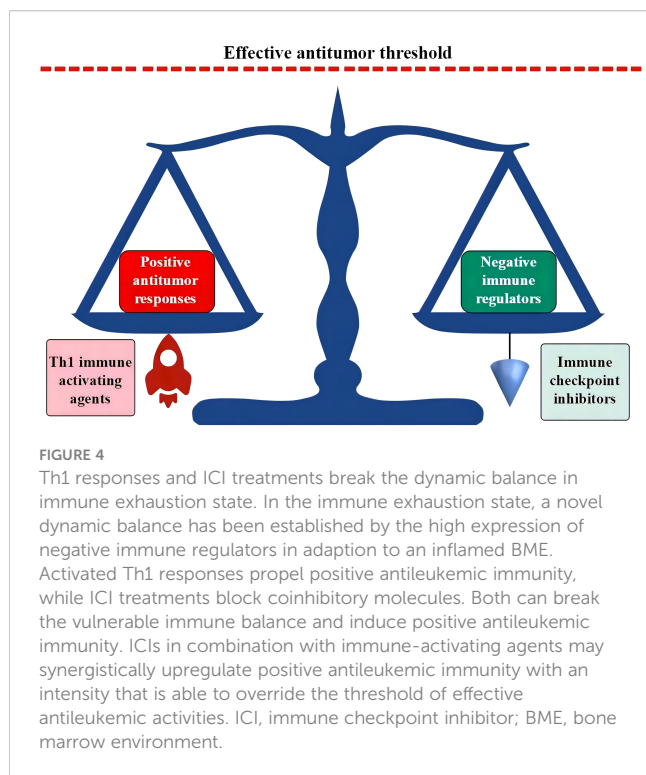 Effective antitumor threshold
Positive
antitumor
responses
Negative
immune
regulators
Th1 immune
activating
agents
Immune
checkpoint
inhibitors
FIGURE 4
Th1 responses and ICI treatments break the dynamic balance in
immune exhaustion state. In the immune exhaustion state, a novel
dynamic balance has been established by the high expression of
negative immune regulators in adaption to an inflamed BME.
Activated Th1 responses propel positive antileukemic immunity,
while ICI treatments block coinhibitory molecules. Both can break
the vulnerable immune balance and induce positive antileukemic
immunity. ICIs in combination with immune-activating agents may
synergistically upregulate positive antileukemic immunity with an
intensity that is able to override the threshold of effective
antileukemic activities. ICI, immune checkpoint inhibitor; BME, bone
marrow environment.